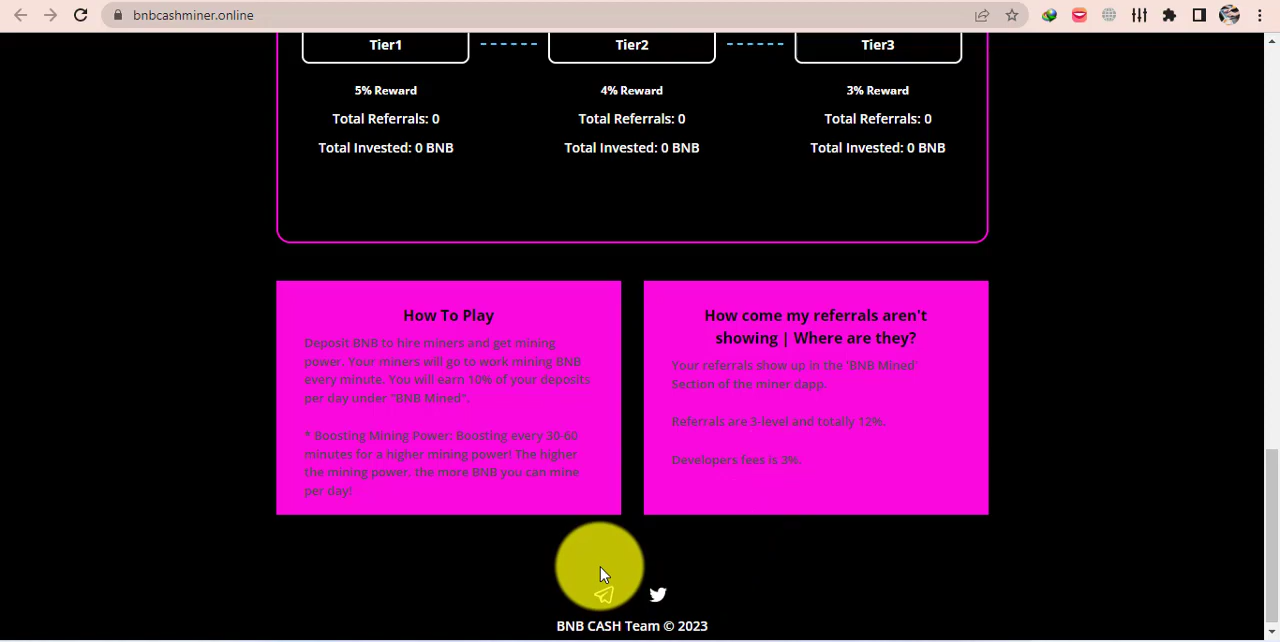 bnbcashminer.online
Tier1
Tier2
Tier3
5% Reward
4% Reward
3% Reward
Total Referrals: 0
Total Referrals: 0
Total Referrals: 0
Total Invested: 0 BNB
Total Invested: 0 BNB
Total Invested: 0 BNB
How To Play
Deposit BNB to hire miners and get mining
power. Your miners will go to work mining BNB
every minute. You will earn 10% of your deposits
per day under "BNB Mined".
* Boosting Mining Power: Boosting every 30-60
minutes for a higher mining power! The higher
the mining power, the more BNB you can mine
per day!
How come my referrals aren't
showing | Where are they?
Your referrals show up in the 'BNB Mined'
Section of the miner dapp.
Referrals are 3-level and totally 12%.
Developers fees is 3%.
BNB CASH Team © 2023